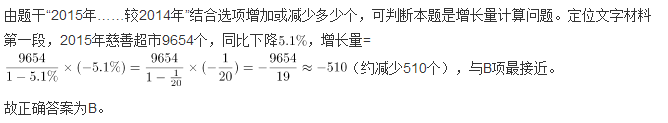 由题干“2015年……较2014年”结合选项增加或减少多少个，可判断本题是增长量计算问题。定位文字材料
第一段，2015年慈善超市9654个，同比下降5.1%，增长量=
$\frac{9654}{1-5.1\%}\times(-5.1\%)=\frac{9654}{1-\frac{1}{20}}\times(-\frac{1}{20})=-\frac{9654}{19}\approx-510$（约减少510个），与B项最接近。
故正确答案为B。